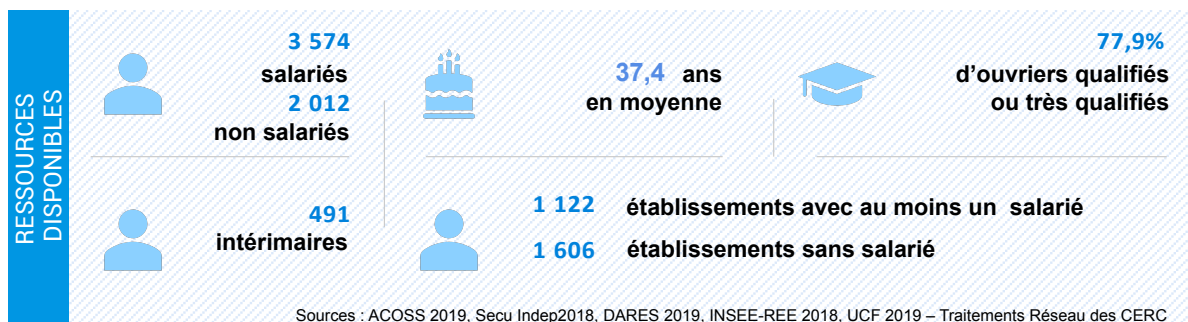 RESSOURCES
DISPONIBLES
3 574
salariés
2 012
non salariés
37,4 ans
en moyenne
77,9%
d’ouvriers qualifiés
ou très qualifiés
491
intérimaires
1 122 établissements avec au moins un salarié
1 606 établissements sans salarié
Sources : ACOSS 2019, Secu Indep2018, DARES 2019, INSEE-REE 2018, UCF 2019 – Traitements Réseau des CERC